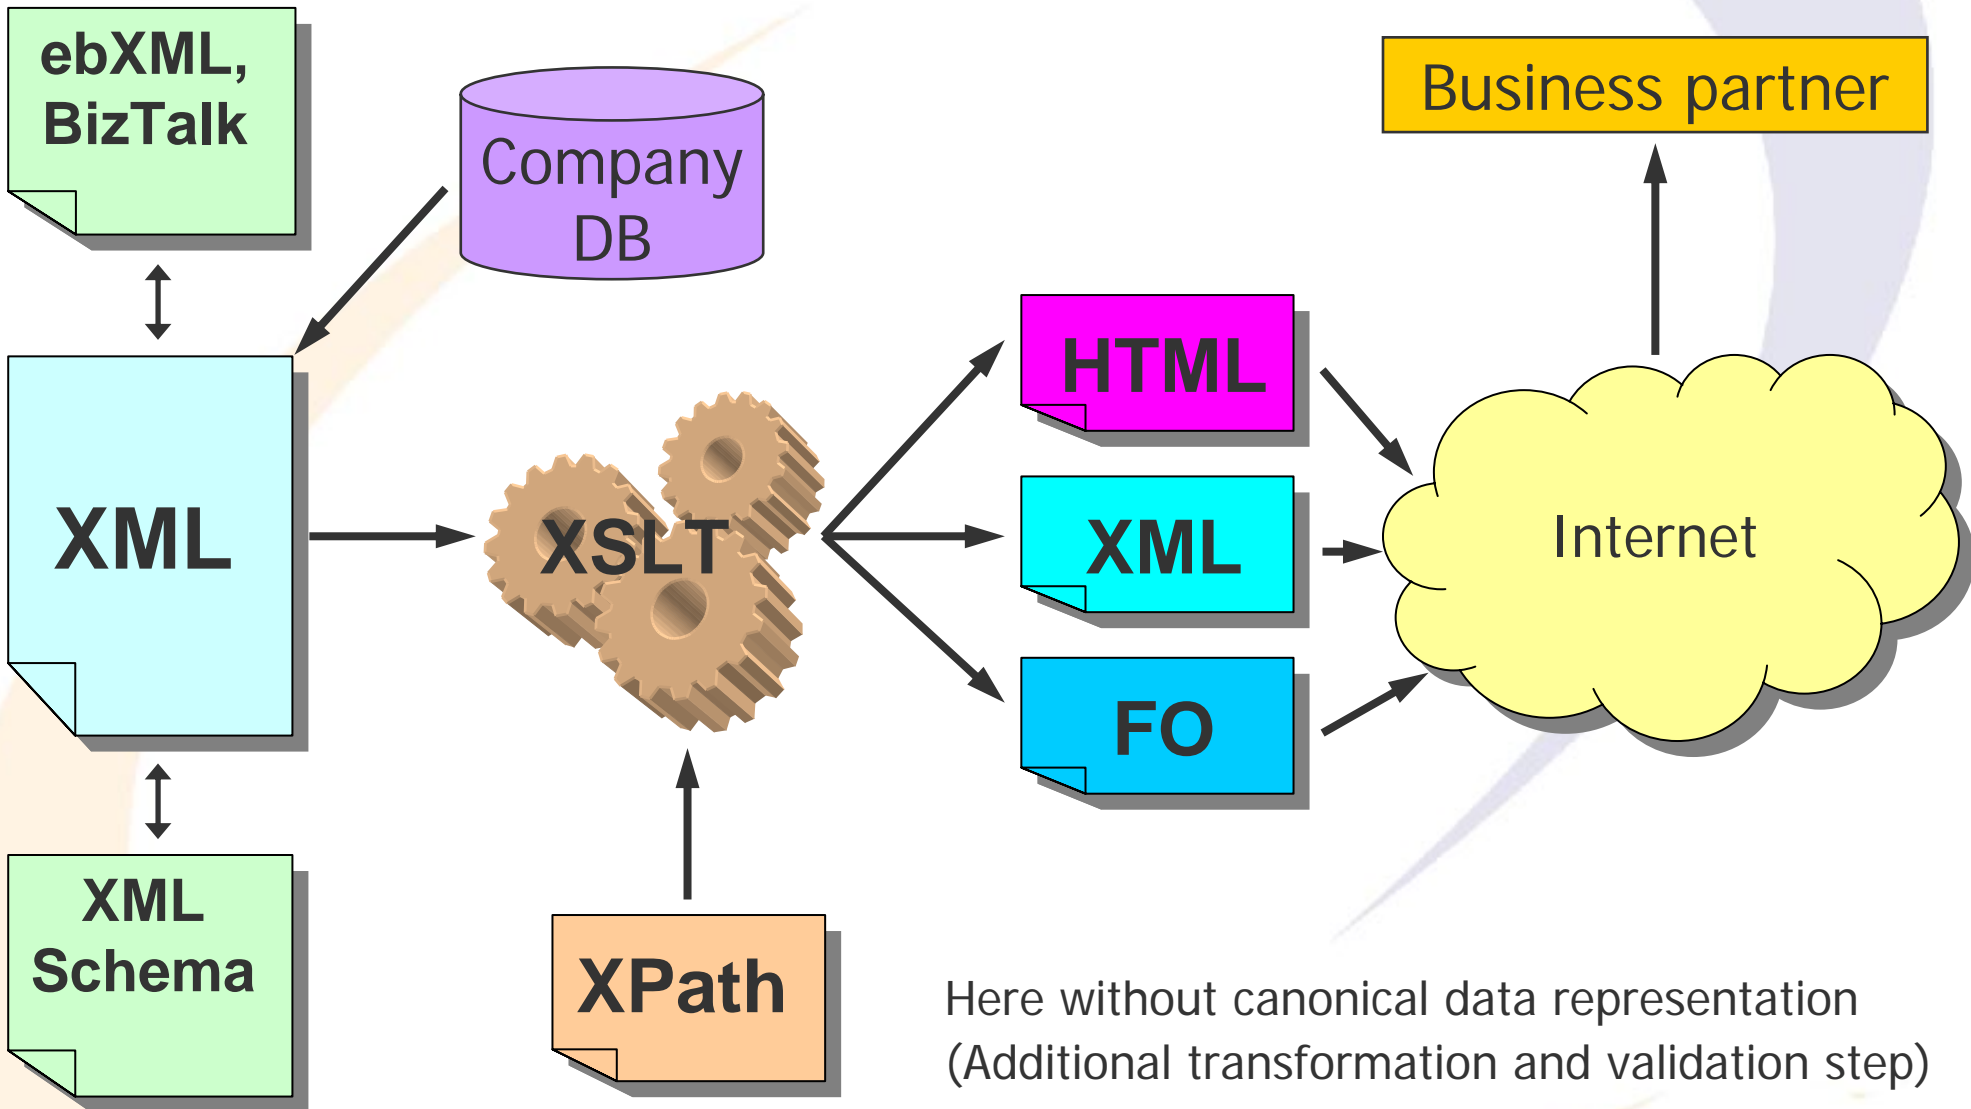 ebXML,
BizTalk
Company
DB
Business partner
HTML
XML
XSLT
XML
Internet
FO
XML
Schema
XPath
Here without canonical data representation
(Additional transformation and validation step)